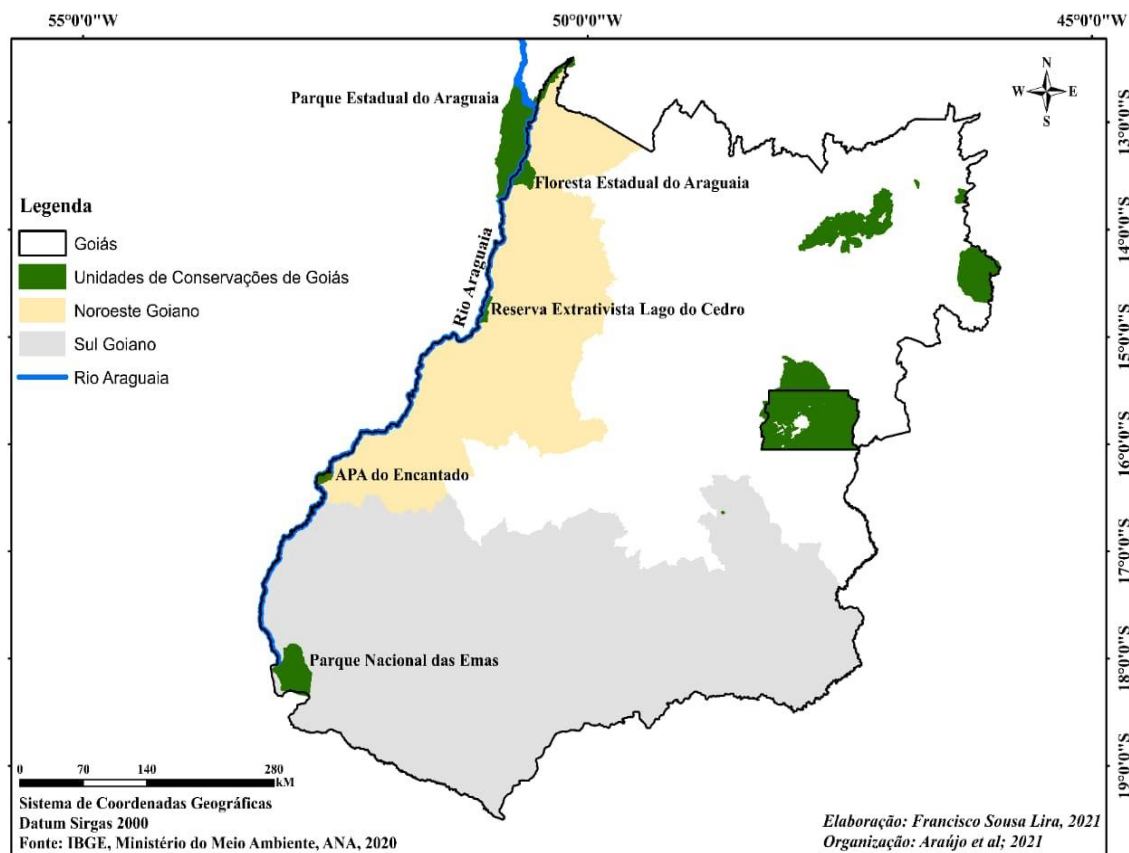 55°0'0"W
50°0'0"W
45°0'0"W
N
W E
S
Parque Estadual do Araguaia
13°0'0"S
Floresta Estadual do Araguaia
Legenda
Goiás
Unidades de Conservações de Goiás
Noroeste Goiano
Sul Goiano
Rio Araguaia
Rio Araguaia
14°0'0"S
Reserva Extrativista Lago do Cedro
15°0'0"S
16°0'0"S
APA do Encantado
17°0'0"S
Parque Nacional das Emas
18°0'0"S
19°0'0"S
0 70 140 280
kM
Sistema de Coordenadas Geográficas
Datum Sirgas 2000
Fonte: IBGE, Ministério do Meio Ambiente, ANA, 2020
Elaboração: Francisco Sousa Lira, 2021
Organização: Araújo et al; 2021